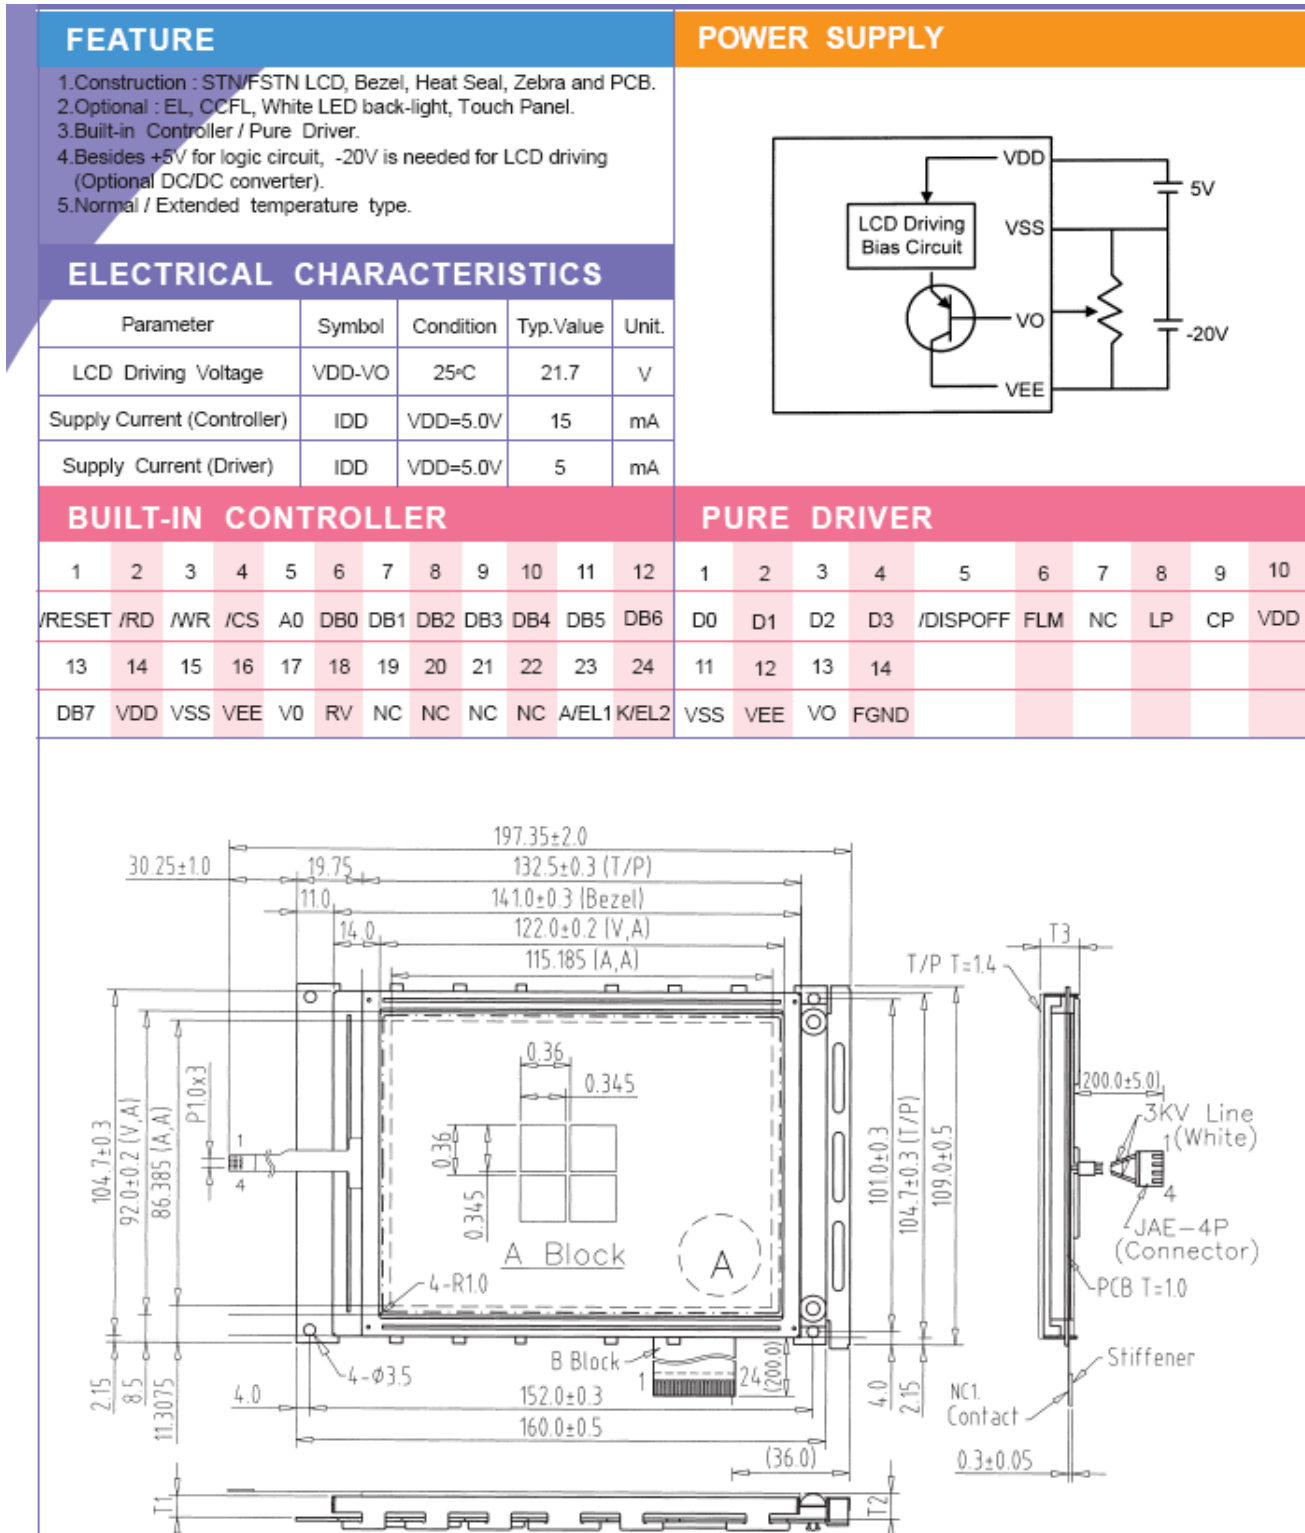 FEATURE
1.Construction : STN/FSTN LCD, Bezel, Heat Seal, Zebra and PCB.
2.Optional : EL, CCFL, White LED back-light, Touch Panel.
3.Built-in Controller / Pure Driver.
4.Besides +5V for logic circuit, -20V is needed for LCD driving
(Optional DC/DC converter).
5.Normal / Extended temperature type.
POWER SUPPLY
VDD
5V
LCD Driving
Bias Circuit
VSS
VO
-20V
VEE
ELECTRICAL CHARACTERISTICS
Parameter Symbol Condition Typ.Value Unit.
LCD Driving Voltage VDD-VO 25°C 21.7 V
Supply Current (Controller) IDD VDD=5.0V 15 mA
Supply Current (Driver) IDD VDD=5.0V 5 mA
BUILT-IN CONTROLLER
1 2 3 4 5 6 7 8 9 10 11 12
/RESET /RD /WR /CS A0 DB0 DB1 DB2 DB3 DB4 DB5 DB6
13 14 15 16 17 18 19 20 21 22 23 24
DB7 VDD VSS VEE V0 RV NC NC NC NC A/EL1 K/EL2
PURE DRIVER
1 2 3 4 5 6 7 8 9 10
D0 D1 D2 D3 /DISPOFF FLM NC LP CP VDD
11 12 13 14
VSS VEE VO FGND
197.35±2.0
30.25±1.0
19.75
132.5±0.3 (T/P)
11.0
141.0±0.3 (Bezel)
14.0
122.0±0.2 (V,A)
115.185 (A,A)
T3
T/P T=1.4
0.36
0.345
0.36
0.345
A Block
A
4-R1.0
P1.0x3
1
4
104.7±0.3
92.0±0.2 (V,A)
86.385 (A,A)
101.0±0.3
104.7±0.3 (T/P)
109.0±0.5
(200.0±5.0)
3KV Line
(White)
1
4
JAE-4P
(Connector)
PCB T=1.0
Stiffener
B Block
1
24
(200.0)
4-Ø3.5
2.15
8.5
11.3075
4.0
152.0±0.3
160.0±0.5
4.0
2.15
NC1.
Contact
(36.0)
0.3±0.05
T1
T2